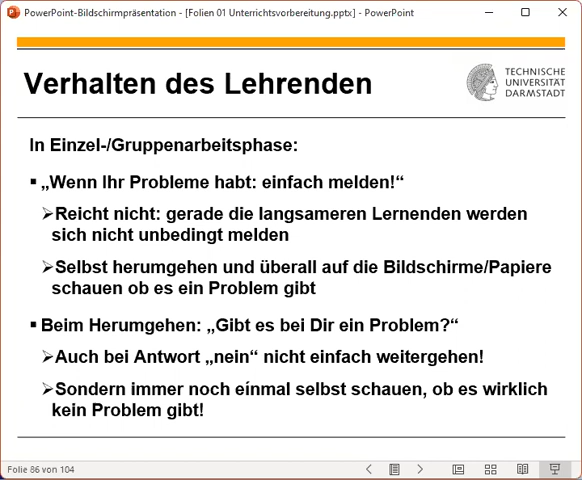 PowerPoint-Bildschirmpräsentation - [Folien 01 Unterrichtsvorbereitung.pptx] - PowerPoint
Verhalten des Lehrenden
TECHNISCHE
UNIVERSITÄT
DARMSTADT
In Einzel-/Gruppenarbeitsphase:
▪ „Wenn Ihr Probleme habt: einfach melden!“
➢ Reicht nicht: gerade die langsameren Lernenden werden
sich nicht unbedingt melden
➢ Selbst herumgehen und überall auf die Bildschirme/Papiere
schauen ob es ein Problem gibt
▪ Beim Herumgehen: „Gibt es bei Dir ein Problem?“
➢ Auch bei Antwort „nein“ nicht einfach weitergehen!
➢ Sondern immer noch eínmal selbst schauen, ob es wirklich
kein Problem gibt!
Folie 86 von 104